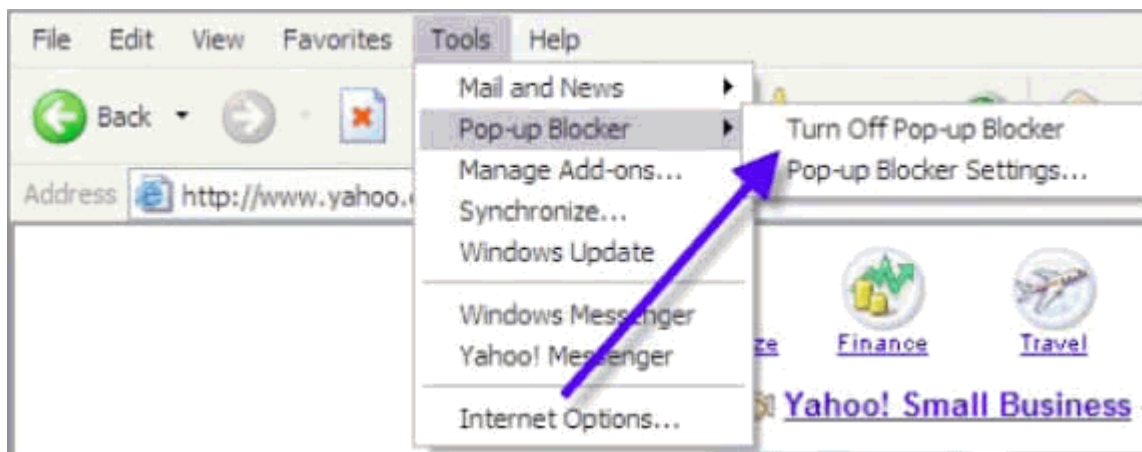 File Edit View Favorites Tools Help
Mail and News
Back
Pop-up Blocker
Turn Off Pop-up Blocker
Manage Add-ons...
Pop-up Blocker Settings...
Address http://www.yahoo.
Synchronize...
Windows Update
Windows Messenger
Yahoo! Messenger
ze Finance Travel
Internet Options...
Yahoo! Small Business